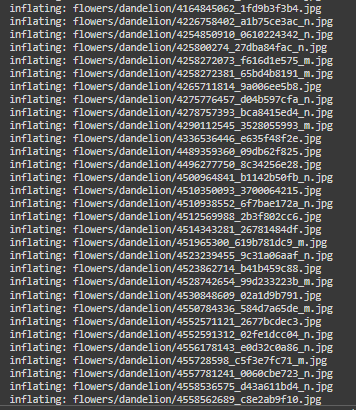 inflating: flowers/dandelion/4164845062_1fd9b3f3b4.jpg
inflating: flowers/dandelion/4226758402_a1b75ce3ac_n.jpg
inflating: flowers/dandelion/4254850910_0610224342_n.jpg
inflating: flowers/dandelion/425800274_27dba84fac_n.jpg
inflating: flowers/dandelion/4258272073_f616d1e575_m.jpg
inflating: flowers/dandelion/4258272381_65bd4b8191_m.jpg
inflating: flowers/dandelion/4265711814_9a006ee5b8.jpg
inflating: flowers/dandelion/4275776457_d04b597cfa_n.jpg
inflating: flowers/dandelion/4278757393_bca8415ed4_n.jpg
inflating: flowers/dandelion/4290112545_3528055993_m.jpg
inflating: flowers/dandelion/4336536446_e635f48f2e.jpg
inflating: flowers/dandelion/4489359360_09db62f825.jpg
inflating: flowers/dandelion/4496277750_8c34256e28.jpg
inflating: flowers/dandelion/4500964841_b1142b50fb_n.jpg
inflating: flowers/dandelion/4510350093_3700064215.jpg
inflating: flowers/dandelion/4510938552_6f7bae172a_n.jpg
inflating: flowers/dandelion/4512569988_2b3f802cc6.jpg
inflating: flowers/dandelion/4514343281_26781484df.jpg
inflating: flowers/dandelion/451965300_619b781dc9_m.jpg
inflating: flowers/dandelion/4523239455_9c31a06aaf_n.jpg
inflating: flowers/dandelion/4523862714_b41b459c88.jpg
inflating: flowers/dandelion/4528742654_99d233223b_m.jpg
inflating: flowers/dandelion/4530848609_02a1d9b791.jpg
inflating: flowers/dandelion/4550784336_584d7a65de_m.jpg
inflating: flowers/dandelion/4552571121_2677bcdec3.jpg
inflating: flowers/dandelion/4552591312_02fe1dcc04_n.jpg
inflating: flowers/dandelion/4556178143_e0d32c0a86_n.jpg
inflating: flowers/dandelion/455728598_c5f3e7fc71_m.jpg
inflating: flowers/dandelion/4557781241_0060cbe723_n.jpg
inflating: flowers/dandelion/4558536575_d43a611bd4_n.jpg
inflating: flowers/dandelion/4558562689_c8e2ab9f10.jpg